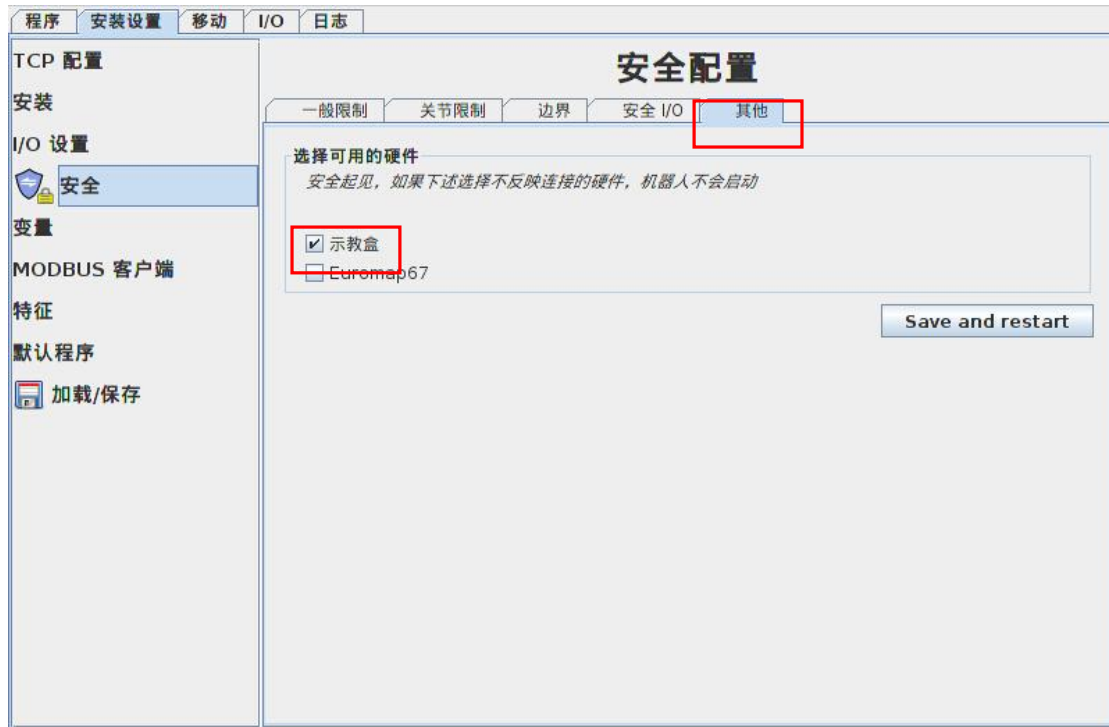 程序 安装设置 移动 I/O 日志
TCP 配置
安装
I/O 设置
安全
变量
MODBUS 客户端
特征
默认程序
加载/保存
安全配置
一般限制 关节限制 边界 安全 I/O 其他
选择可用的硬件
安全起见，如果下述选择不反映连接的硬件，机器人不会启动
示教盒
Euromap67
Save and restart